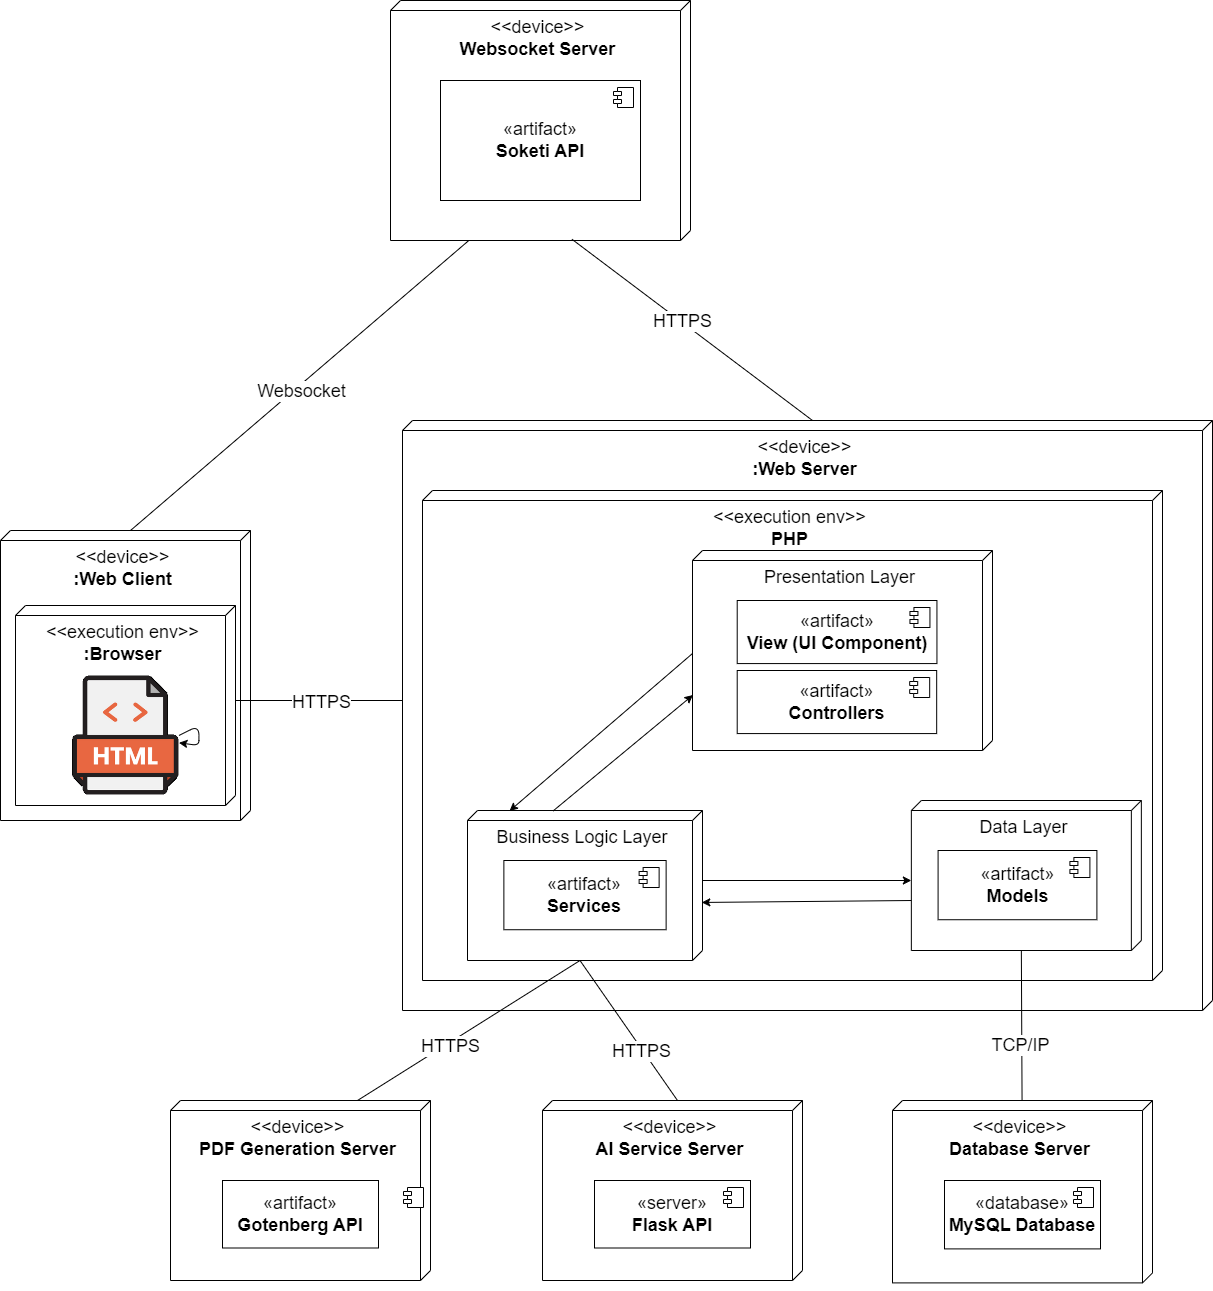 <<device>>
Websocket Server
«artifact»
Soketi API
HTTPS
Websocket
<<device>>
:Web Server
<<execution env>>
PHP
<<device>>
:Web Client
<<execution env>>
:Browser
HTML
HTTPS
Presentation Layer
«artifact»
View (UI Component)
«artifact»
Controllers
Business Logic Layer
«artifact»
Services
Data Layer
«artifact»
Models
HTTPS
HTTPS
TCP/IP
<<device>>
PDF Generation Server
«artifact»
Gotenberg API
<<device>>
AI Service Server
«server»
Flask API
<<device>>
Database Server
«database»
MySQL Database